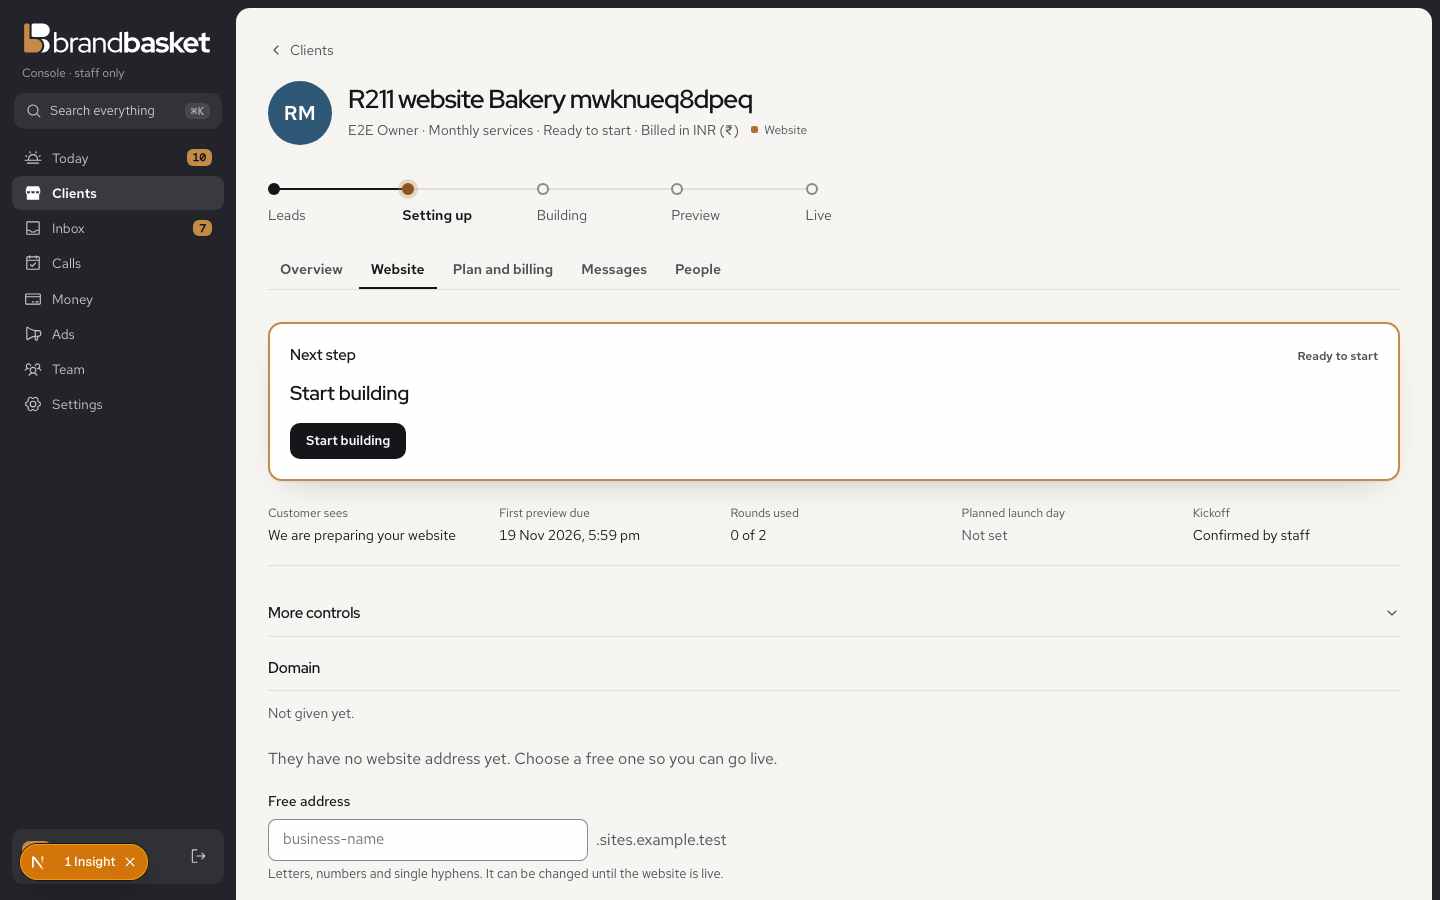 brandbasket
Console · staff only
Search everything ⌘K
Today 10
Clients
Inbox 7
Calls
Money
Ads
Team
Settings
1 Insight
Clients
RM
R211 website Bakery mwknueq8dpeq
E2E Owner · Monthly services · Ready to start · Billed in INR (₹) Website
Leads Setting up Building Preview Live
Overview Website Plan and billing Messages People
Next step Ready to start
Start building
Start building
Customer sees First preview due Rounds used Planned launch day Kickoff
We are preparing your website 19 Nov 2026, 5:59 pm 0 of 2 Not set Confirmed by staff
More controls
Domain
Not given yet.
They have no website address yet. Choose a free one so you can go live.
Free address
business-name .sites.example.test
Letters, numbers and single hyphens. It can be changed until the website is live.